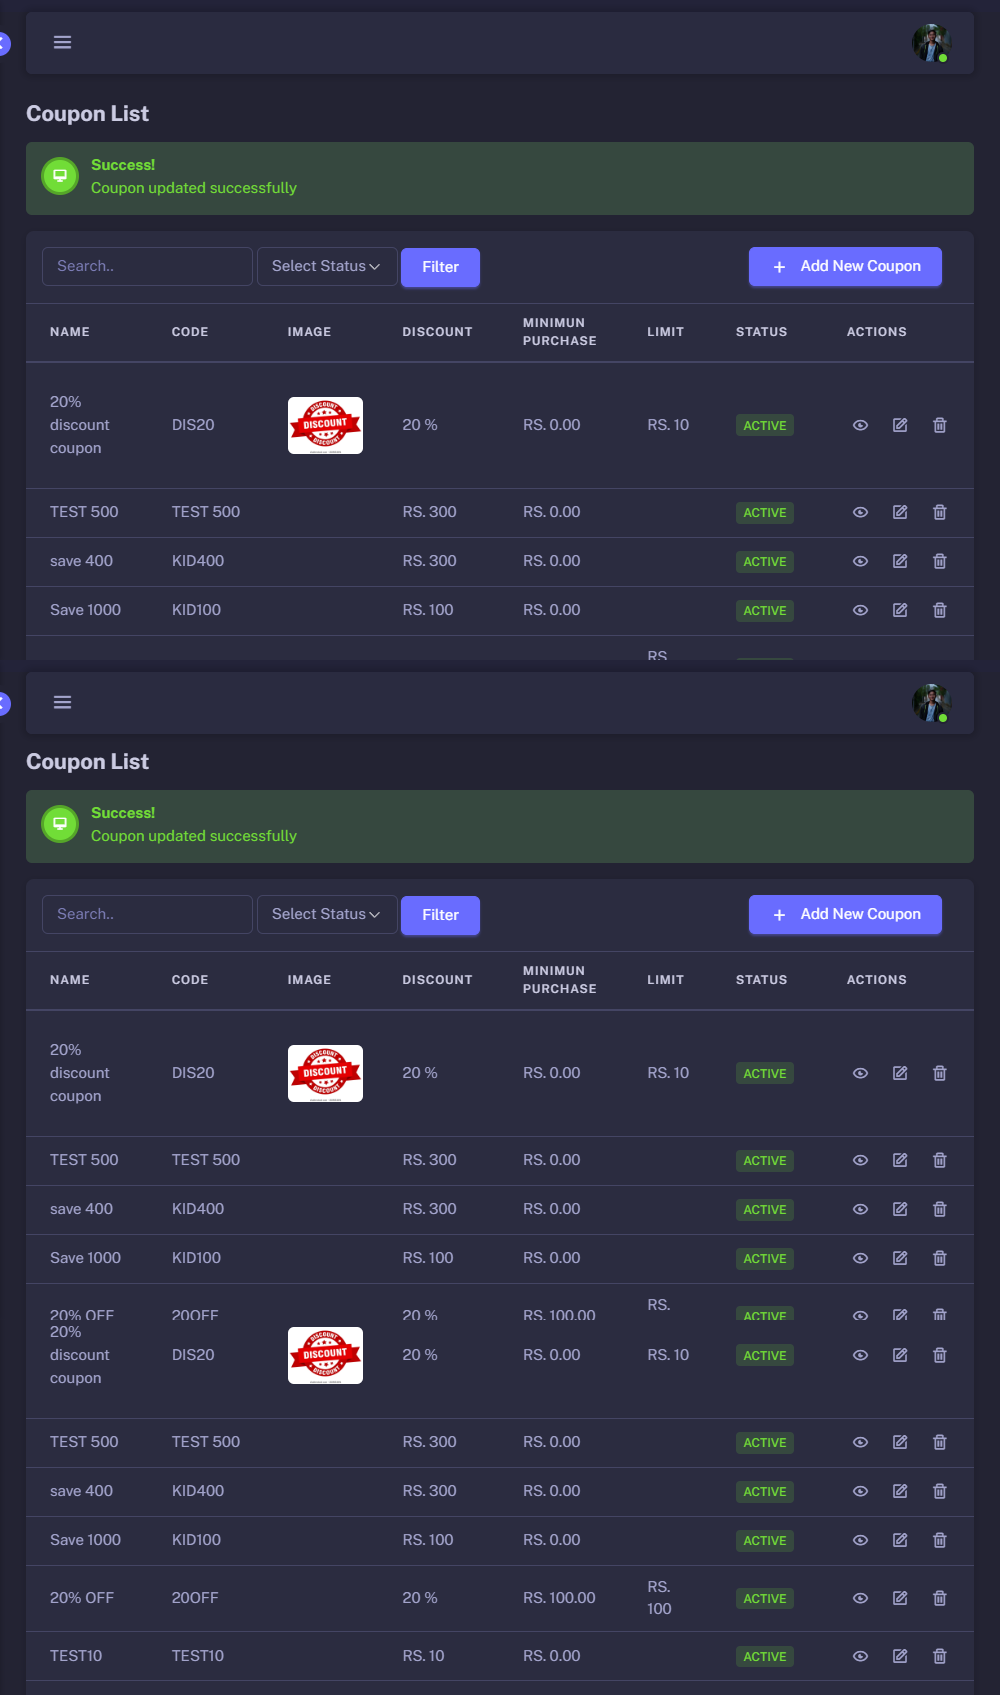 Coupon List
Success!
Coupon updated successfully
Search.. Select Status Filter Add New Coupon
NAME CODE IMAGE DISCOUNT MINIMUN PURCHASE LIMIT STATUS ACTIONS
20% discount coupon DIS20 DISCOUNT DISCOUNT DISCOUNT 20 % RS. 0.00 RS. 10 ACTIVE
TEST 500 TEST 500 RS. 300 RS. 0.00 ACTIVE
save 400 KID400 RS. 300 RS. 0.00 ACTIVE
Save 1000 KID100 RS. 100 RS. 0.00 ACTIVE
RS
Coupon List
Success!
Coupon updated successfully
Search.. Select Status Filter Add New Coupon
NAME CODE IMAGE DISCOUNT MINIMUN PURCHASE LIMIT STATUS ACTIONS
20% discount coupon DIS20 DISCOUNT DISCOUNT DISCOUNT 20 % RS. 0.00 RS. 10 ACTIVE
TEST 500 TEST 500 RS. 300 RS. 0.00 ACTIVE
save 400 KID400 RS. 300 RS. 0.00 ACTIVE
Save 1000 KID100 RS. 100 RS. 0.00 ACTIVE
20% OFF 20OFF 20 % RS. 100.00 RS. ACTIVE
20% discount coupon DIS20 DISCOUNT DISCOUNT DISCOUNT 20 % RS. 0.00 RS. 10 ACTIVE
TEST 500 TEST 500 RS. 300 RS. 0.00 ACTIVE
save 400 KID400 RS. 300 RS. 0.00 ACTIVE
Save 1000 KID100 RS. 100 RS. 0.00 ACTIVE
20% OFF 20OFF 20 % RS. 100.00 RS. 100 ACTIVE
TEST10 TEST10 RS. 10 RS. 0.00 ACTIVE